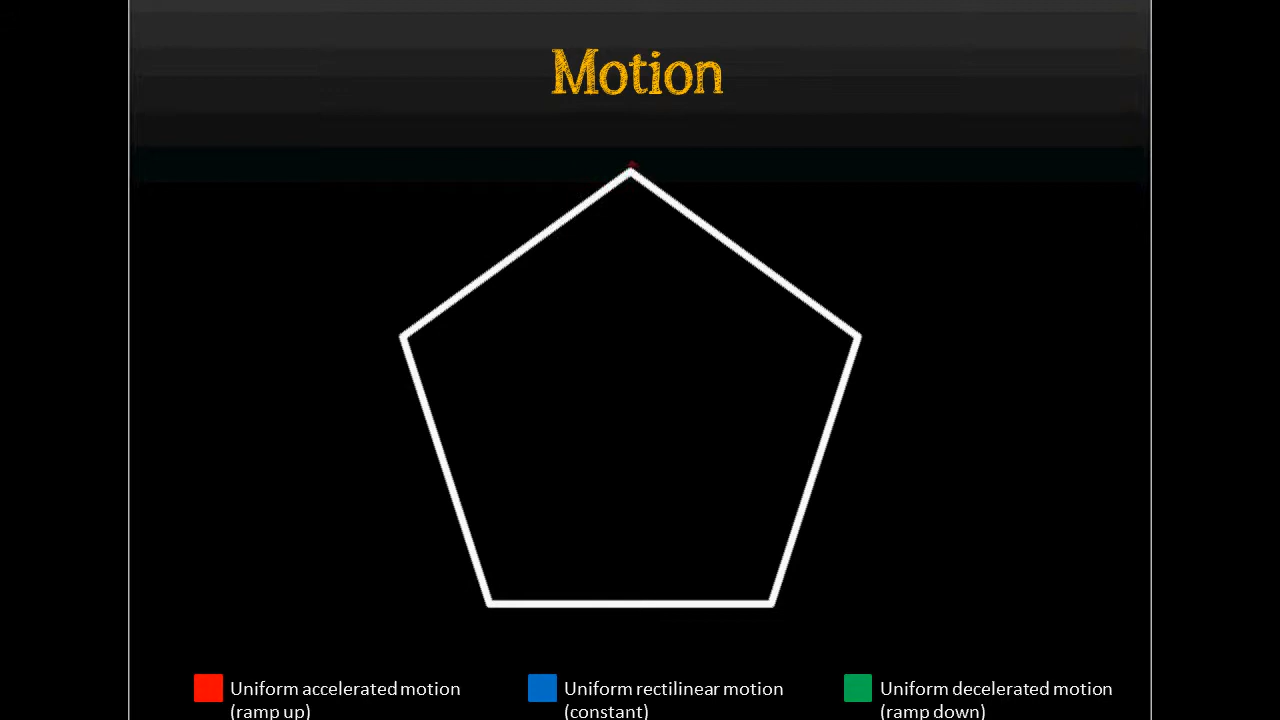 Motion
Uniform accelerated motion
(ramp up)
Uniform rectilinear motion
(constant)
Uniform decelerated motion
(ramp down)